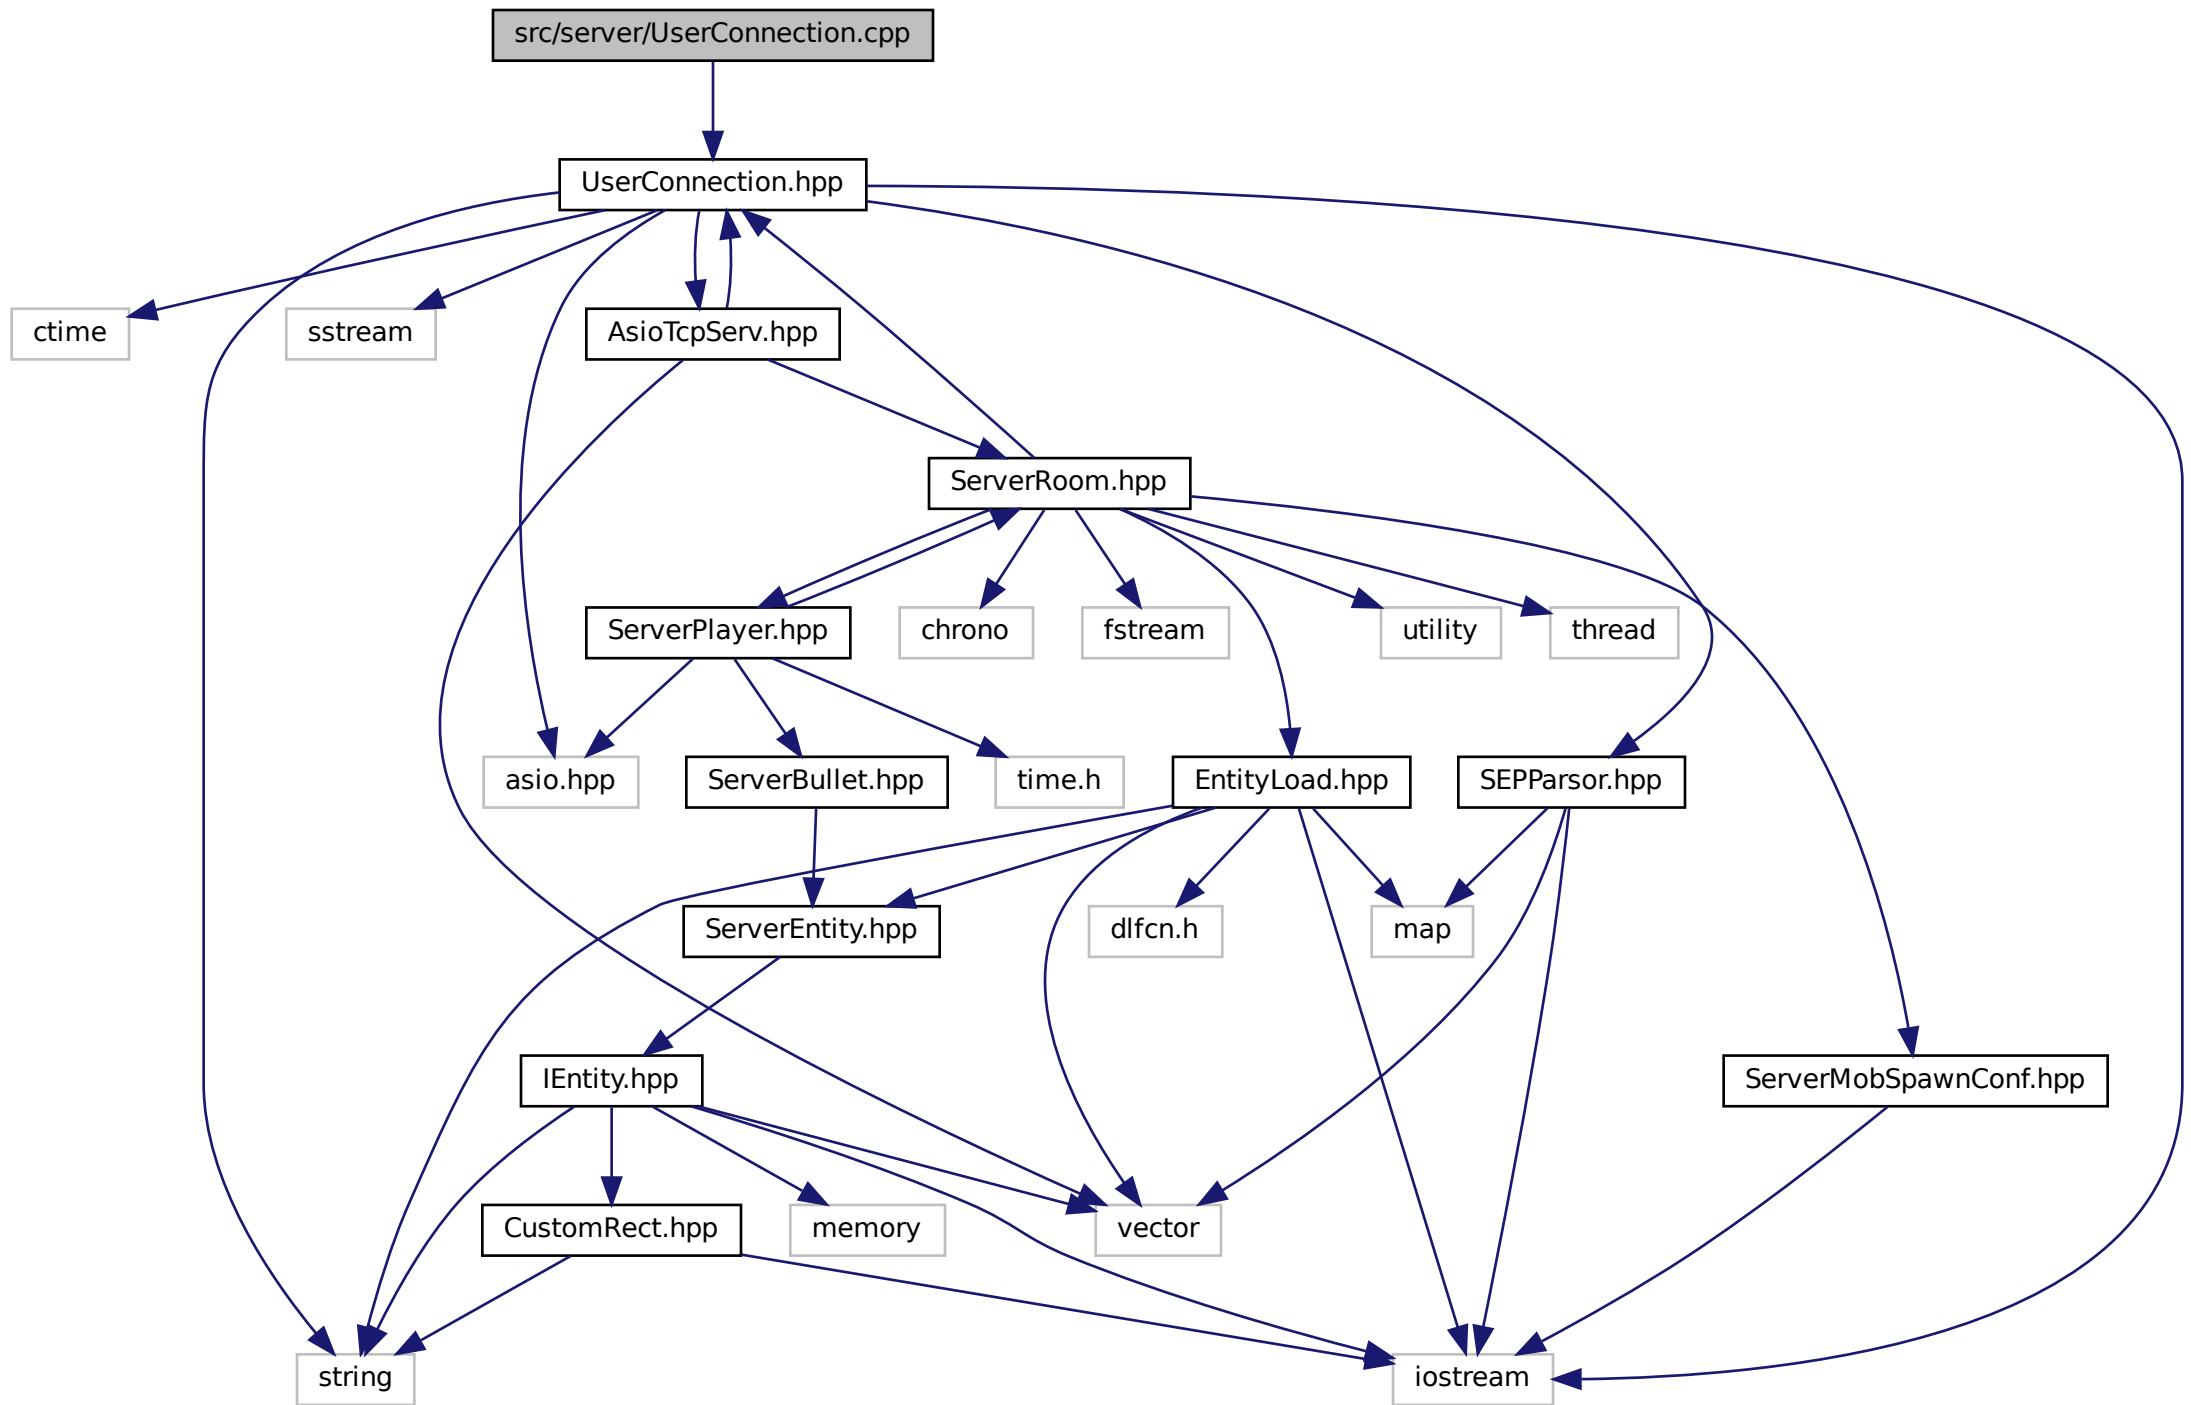 src/server/UserConnection.cpp
UserConnection.hpp
ctime
sstream
AsioTcpServ.hpp
ServerRoom.hpp
ServerPlayer.hpp
chrono
fstream
utility
thread
asio.hpp
ServerBullet.hpp
time.h
EntityLoad.hpp
SEPParsor.hpp
ServerEntity.hpp
dlfcn.h
map
IEntity.hpp
ServerMobSpawnConf.hpp
CustomRect.hpp
memory
vector
string
iostream